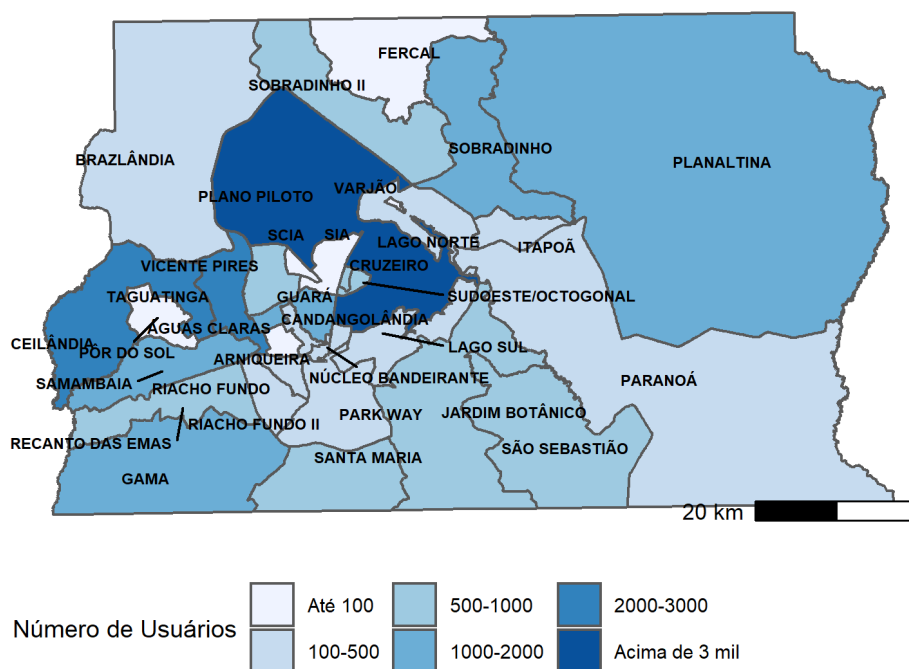 FERCAL
SOBRADINHO II
SOBRADINHO
BRAZLÂNDIA
PLANALTINA
PLANO PILOTO
VARJÃO
SCIA
SIA
LAGO NORTE
ITAPOÃ
VICENTE PIRES
CRUZEIRO
TAGUATINGA
GUARÁ
SUDOESTE/OCTOGONAL
CANDANGOLÂNDIA
ÁGUAS CLARAS
CEILÂNDIA
PÔR DO SOL
LAGO SUL
ARNIQUEIRA
SAMAMBAIA
NÚCLEO BANDEIRANTE
PARANOÁ
RIACHO FUNDO
PARK WAY
JARDIM BOTÂNICO
RIACHO FUNDO II
RECANTO DAS EMAS
SÃO SEBASTIÃO
SANTA MARIA
GAMA
20 km
Número de Usuários
Até 100
500-1000
2000-3000
100-500
1000-2000
Acima de 3 mil